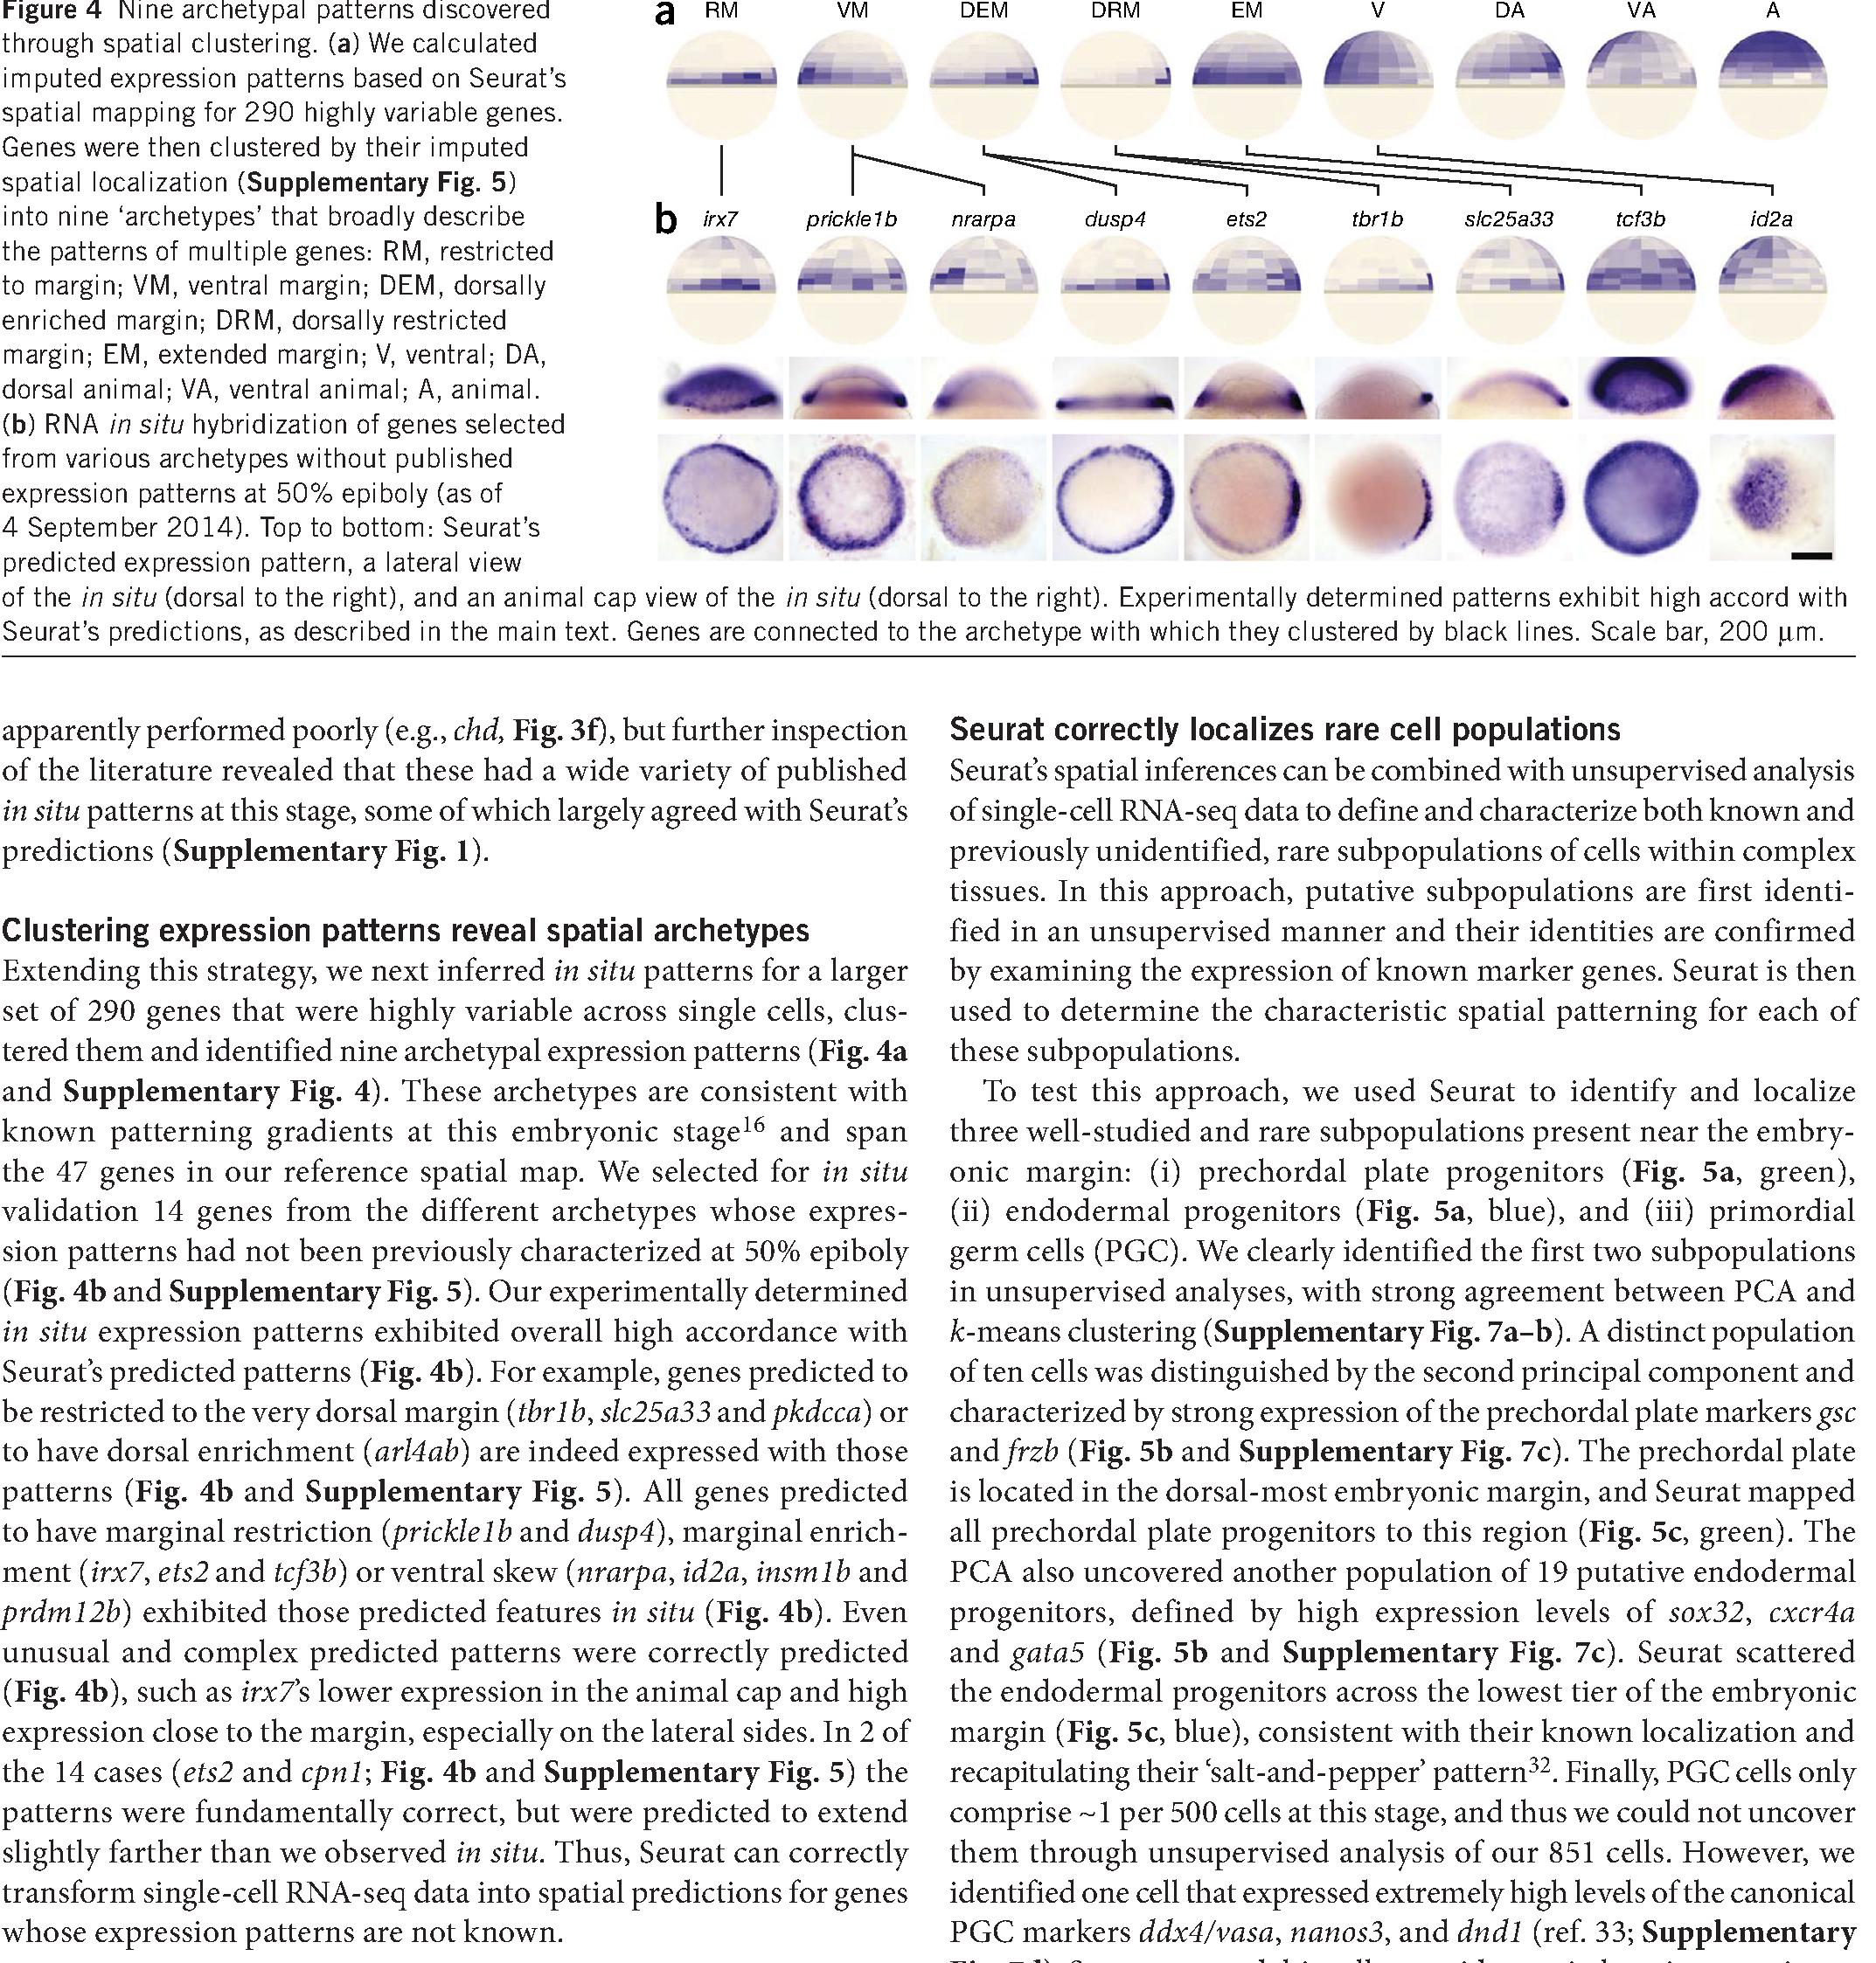 Figure 4 Nine archetypal patterns discovered
through spatial clustering. (a) We calculated
imputed expression patterns based on Seurat's
spatial mapping for 290 highly variable genes.
Genes were then clustered by their imputed
spatial localization (Supplementary Fig. 5)
into nine 'archetypes' that broadly describe
the patterns of multiple genes: RM, restricted
to margin; VM, ventral margin; DEM, dorsally
enriched margin; DRM, dorsally restricted
margin; EM, extended margin; V, ventral; DA,
dorsal animal; VA, ventral animal; A, animal.
(b) RNA in situ hybridization of genes selected
from various archetypes without published
expression patterns at 50% epiboly (as of
4 September 2014). Top to bottom: Seurat's
predicted expression pattern, a lateral view
of the in situ (dorsal to the right), and an animal cap view of the in situ (dorsal to the right). Experimentally determined patterns exhibit high accord with
Seurat's predictions, as described in the main text. Genes are connected to the archetype with which they clustered by black lines. Scale bar, 200 μm.
a RM VM DEM DRM EM V DA VA A
b irx7 prickle1b nrarpa dusp4 ets2 tbr1b slc25a33 tcf3b id2a
apparently performed poorly (e.g., chd, Fig. 3f), but further inspection
of the literature revealed that these had a wide variety of published
in situ patterns at this stage, some of which largely agreed with Seurat's
predictions (Supplementary Fig. 1).
Clustering expression patterns reveal spatial archetypes
Extending this strategy, we next inferred in situ patterns for a larger
set of 290 genes that were highly variable across single cells, clus-
tered them and identified nine archetypal expression patterns (Fig. 4a
and Supplementary Fig. 4). These archetypes are consistent with
known patterning gradients at this embryonic stage16 and span
the 47 genes in our reference spatial map. We selected for in situ
validation 14 genes from the different archetypes whose expres-
sion patterns had not been previously characterized at 50% epiboly
(Fig. 4b and Supplementary Fig. 5). Our experimentally determined
in situ expression patterns exhibited overall high accordance with
Seurat's predicted patterns (Fig. 4b). For example, genes predicted to
be restricted to the very dorsal margin (tbr1b, slc25a33 and pkdcca) or
to have dorsal enrichment (arl4ab) are indeed expressed with those
patterns (Fig. 4b and Supplementary Fig. 5). All genes predicted
to have marginal restriction (prickle1b and dusp4), marginal enrich-
ment (irx7, ets2 and tcf3b) or ventral skew (nrarpa, id2a, insm1b and
prdm12b) exhibited those predicted features in situ (Fig. 4b). Even
unusual and complex predicted patterns were correctly predicted
(Fig. 4b), such as irx7's lower expression in the animal cap and high
expression close to the margin, especially on the lateral sides. In 2 of
the 14 cases (ets2 and cpn1; Fig. 4b and Supplementary Fig. 5) the
patterns were fundamentally correct, but were predicted to extend
slightly farther than we observed in situ. Thus, Seurat can correctly
transform single-cell RNA-seq data into spatial predictions for genes
whose expression patterns are not known.
Seurat correctly localizes rare cell populations
Seurat's spatial inferences can be combined with unsupervised analysis
of single-cell RNA-seq data to define and characterize both known and
previously unidentified, rare subpopulations of cells within complex
tissues. In this approach, putative subpopulations are first identi-
fied in an unsupervised manner and their identities are confirmed
by examining the expression of known marker genes. Seurat is then
used to determine the characteristic spatial patterning for each of
these subpopulations.
To test this approach, we used Seurat to identify and localize
three well-studied and rare subpopulations present near the embry-
onic margin: (i) prechordal plate progenitors (Fig. 5a, green),
(ii) endodermal progenitors (Fig. 5a, blue), and (iii) primordial
germ cells (PGC). We clearly identified the first two subpopulations
in unsupervised analyses, with strong agreement between PCA and
k-means clustering (Supplementary Fig. 7a–b). A distinct population
of ten cells was distinguished by the second principal component and
characterized by strong expression of the prechordal plate markers gsc
and frzb (Fig. 5b and Supplementary Fig. 7c). The prechordal plate
is located in the dorsal-most embryonic margin, and Seurat mapped
all prechordal plate progenitors to this region (Fig. 5c, green). The
PCA also uncovered another population of 19 putative endodermal
progenitors, defined by high expression levels of sox32, cxcr4a
and gata5 (Fig. 5b and Supplementary Fig. 7c). Seurat scattered
the endodermal progenitors across the lowest tier of the embryonic
margin (Fig. 5c, blue), consistent with their known localization and
recapitulating their 'salt-and-pepper' pattern32. Finally, PGC cells only
comprise ~1 per 500 cells at this stage, and thus we could not uncover
them through unsupervised analysis of our 851 cells. However, we
identified one cell that expressed extremely high levels of the canonical
PGC markers ddx4/vasa, nanos3, and dnd1 (ref. 33; Supplementary